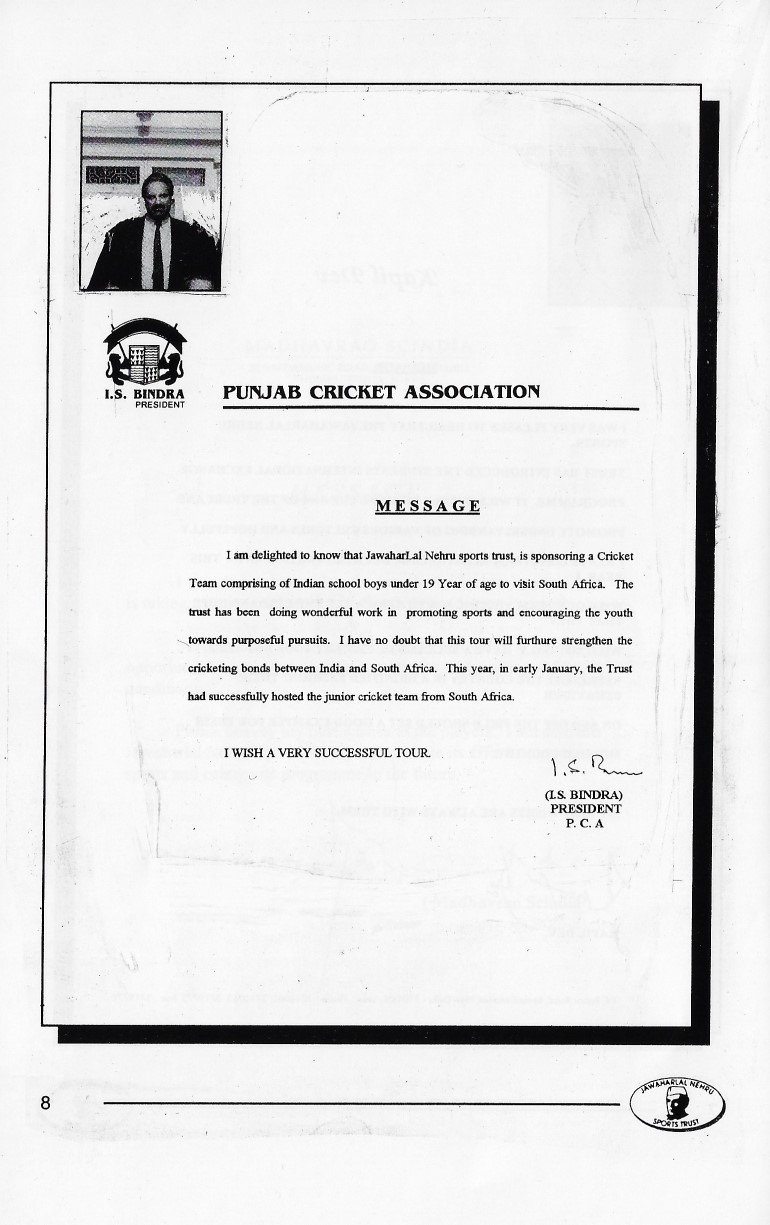 I.S. BINDRA
PRESIDENT
PUNJAB CRICKET ASSOCIATION
MESSAGE
I am delighted to know that JawaharLal Nehru sports trust, is sponsoring a Cricket
Team comprising of Indian school boys under 19 Year of age to visit South Africa. The
trust has been doing wonderful work in promoting sports and encouraging the youth
towards purposeful pursuits. I have no doubt that this tour will furthure strengthen the
cricketing bonds between India and South Africa. This year, in early January, the Trust
had successfully hosted the junior cricket team from South Africa.
I WISH A VERY SUCCESSFUL TOUR.
(I.S. BINDRA)
PRESIDENT
P. C. A
8
JAWAHARLAL NEHRU
SPORTS TRUST